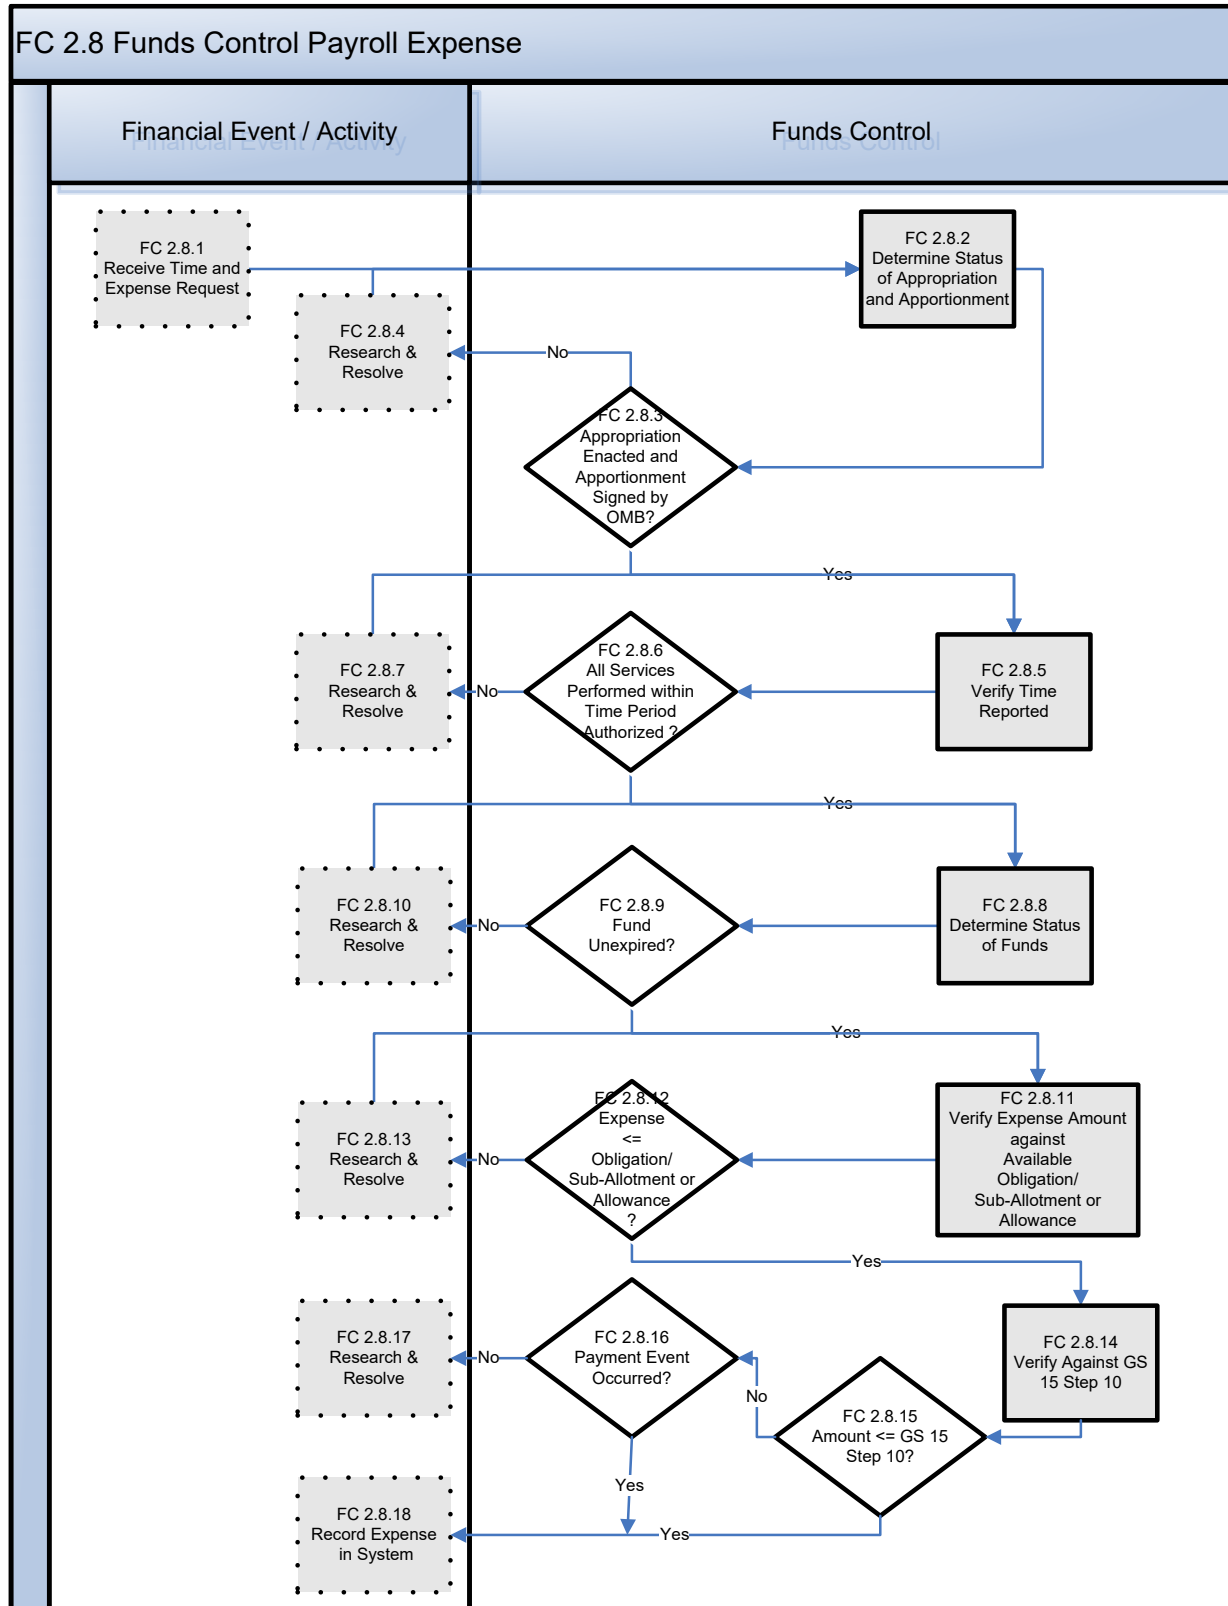 FC 2.8 Funds Control Payroll Expense
Financial Event / Activity
Funds Control
FC 2.8.1
Receive Time and
Expense Request
FC 2.8.2
Determine Status
of Appropriation
and Apportionment
FC 2.8.4
Research &
Resolve
No
FC 2.8.3
Appropriation
Enacted and
Apportionment
Signed by
OMB?
Yes
FC 2.8.7
Research &
Resolve
No
FC 2.8.6
All Services
Performed within
Time Period
Authorized ?
FC 2.8.5
Verify Time
Reported
Yes
FC 2.8.10
Research &
Resolve
No
FC 2.8.9
Fund
Unexpired?
FC 2.8.8
Determine Status
of Funds
Yes
FC 2.8.13
Research &
Resolve
No
FC 2.8.12
Expense
<=
Obligation/
Sub-Allotment or
Allowance
?
FC 2.8.11
Verify Expense Amount
against
Available
Obligation/
Sub-Allotment or
Allowance
Yes
FC 2.8.17
Research &
Resolve
No
FC 2.8.16
Payment Event
Occurred?
FC 2.8.14
Verify Against GS
15 Step 10
No
FC 2.8.15
Amount <= GS 15
Step 10?
Yes
FC 2.8.18
Record Expense
in System
Yes